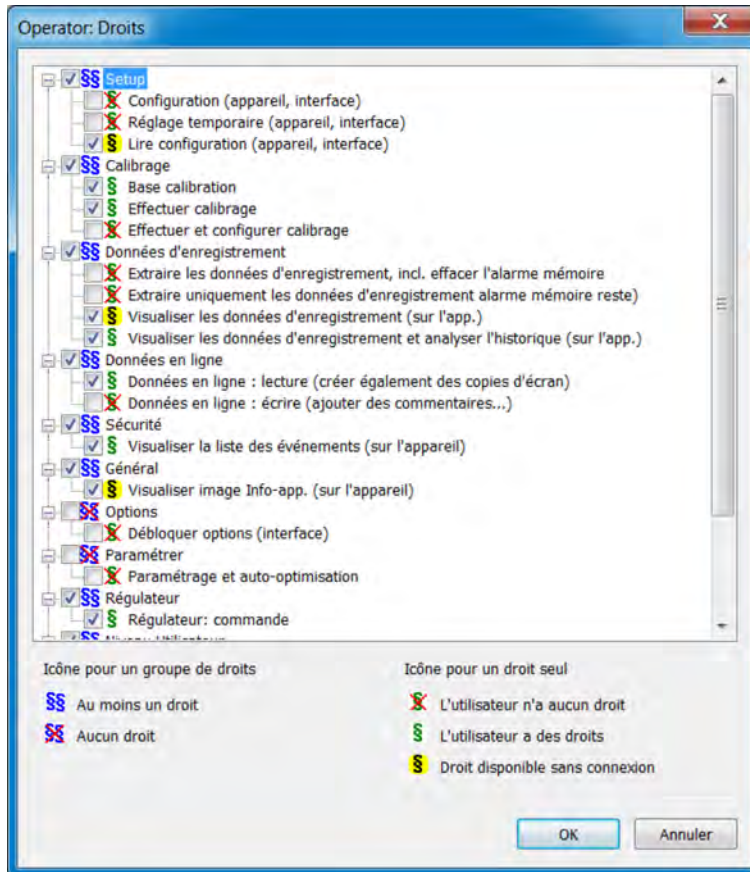 Operator: Droits
§§ Setup
§ Configuration (appareil, interface)
§ Réglage temporaire (appareil, interface)
§ Lire configuration (appareil, interface)
§§ Calibrage
§ Base calibration
§ Effectuer calibrage
§ Effectuer et configurer calibrage
§§ Données d'enregistrement
§ Extraire les données d'enregistrement, incl. effacer l'alarme mémoire
§ Extraire uniquement les données d'enregistrement alarme mémoire reste)
§ Visualiser les données d'enregistrement (sur l'app.)
§ Visualiser les données d'enregistrement et analyser l'historique (sur l'app.)
§§ Données en ligne
§ Données en ligne : lecture (créer également des copies d'écran)
§ Données en ligne : écrire (ajouter des commentaires...)
§§ Sécurité
§ Visualiser la liste des événements (sur l'appareil)
§§ Général
§ Visualiser image Info-app. (sur l'appareil)
§§ Options
§ Débloquer options (interface)
§§ Paramétrer
§ Paramétrage et auto-optimisation
§§ Régulateur
§ Régulateur: commande
Icône pour un groupe de droits
§§ Au moins un droit
§§ Aucun droit
Icône pour un droit seul
§ L'utilisateur n'a aucun droit
§ L'utilisateur a des droits
§ Droit disponible sans connexion
OK
Annuler